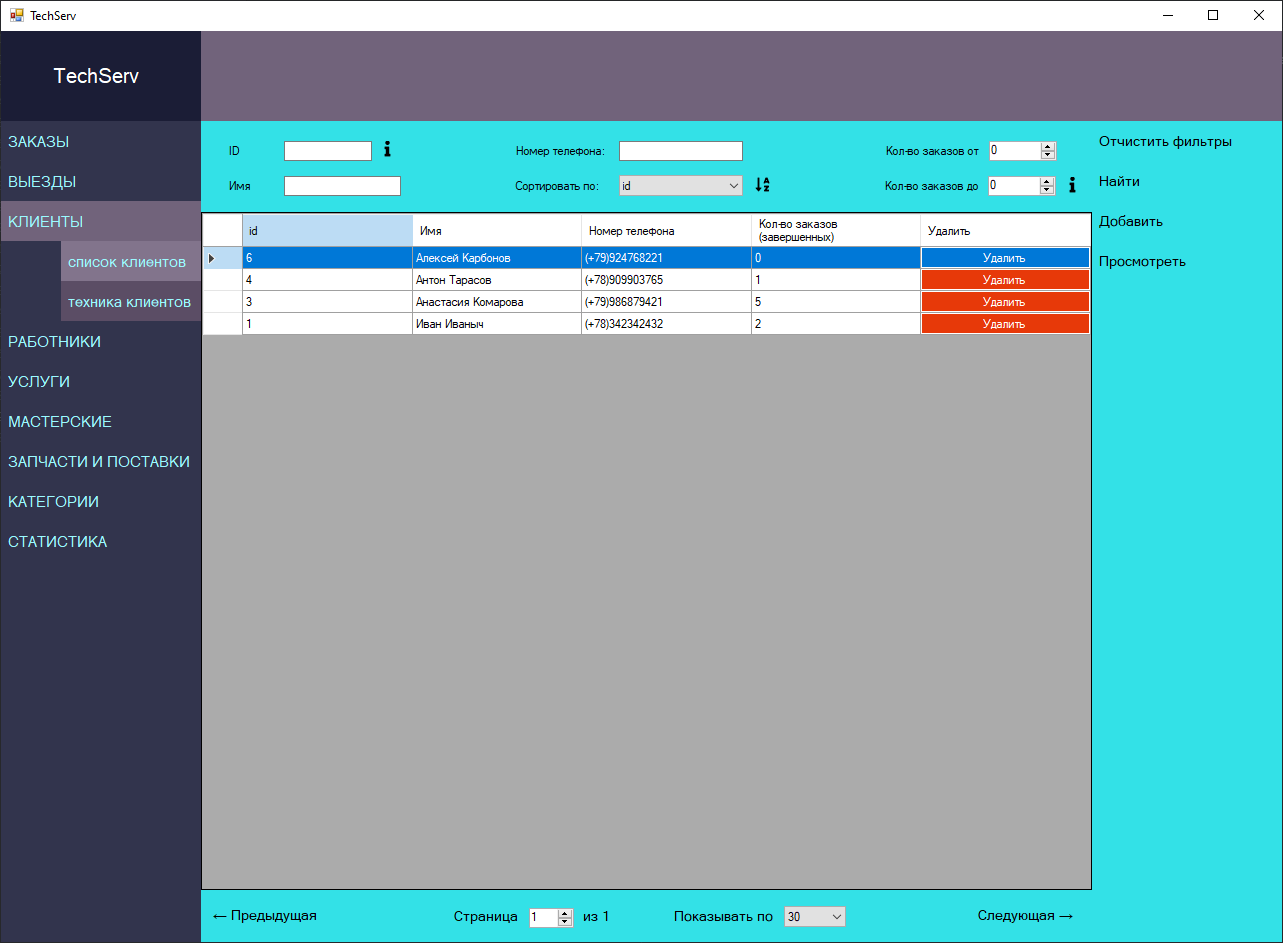 TechServ
TechServ
ЗАКАЗЫ
ВЫЕЗДЫ
КЛИЕНТЫ
список клиентов
техника клиентов
РАБОТНИКИ
УСЛУГИ
МАСТЕРСКИЕ
ЗАПЧАСТИ И ПОСТАВКИ
КАТЕГОРИИ
СТАТИСТИКА
ID Номер телефона: Кол-во заказов от 0
Имя Сортировать по: id Кол-во заказов до 0
Отчистить фильтры
Найти
Добавить
Просмотреть
id Имя Номер телефона Кол-во заказов (завершенных) Удалить
6 Алексей Карбонов (+79)924768221 0 Удалить
4 Антон Тарасов (+78)909903765 1 Удалить
3 Анастасия Комарова (+79)986879421 5 Удалить
1 Иван Иваныч (+78)342342432 2 Удалить
← Предыдущая Страница 1 из 1 Показывать по 30 Следующая →